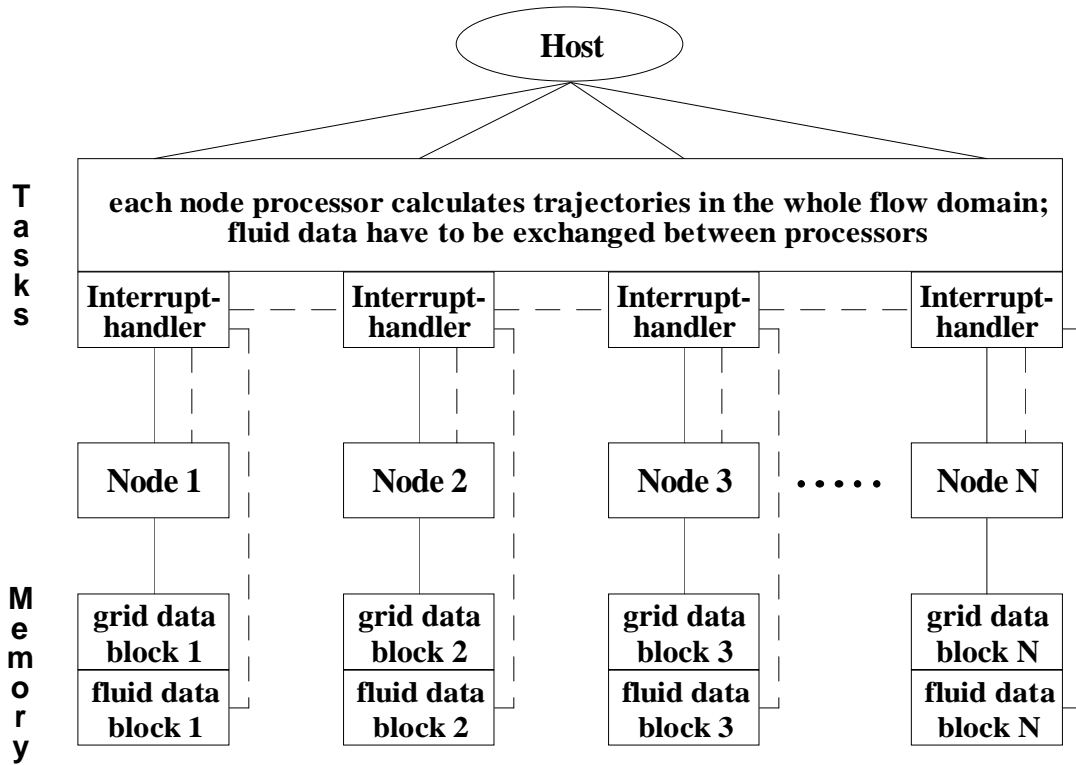 Host
Tasks
each node processor calculates trajectories in the whole flow domain;
fluid data have to be exchanged between processors
Interrupt-
handler
Interrupt-
handler
Interrupt-
handler
Interrupt-
handler
Node 1
Node 2
Node 3
Node N
Memory
grid data
block 1
grid data
block 2
grid data
block 3
grid data
block N
fluid data
block 1
fluid data
block 2
fluid data
block 3
fluid data
block N